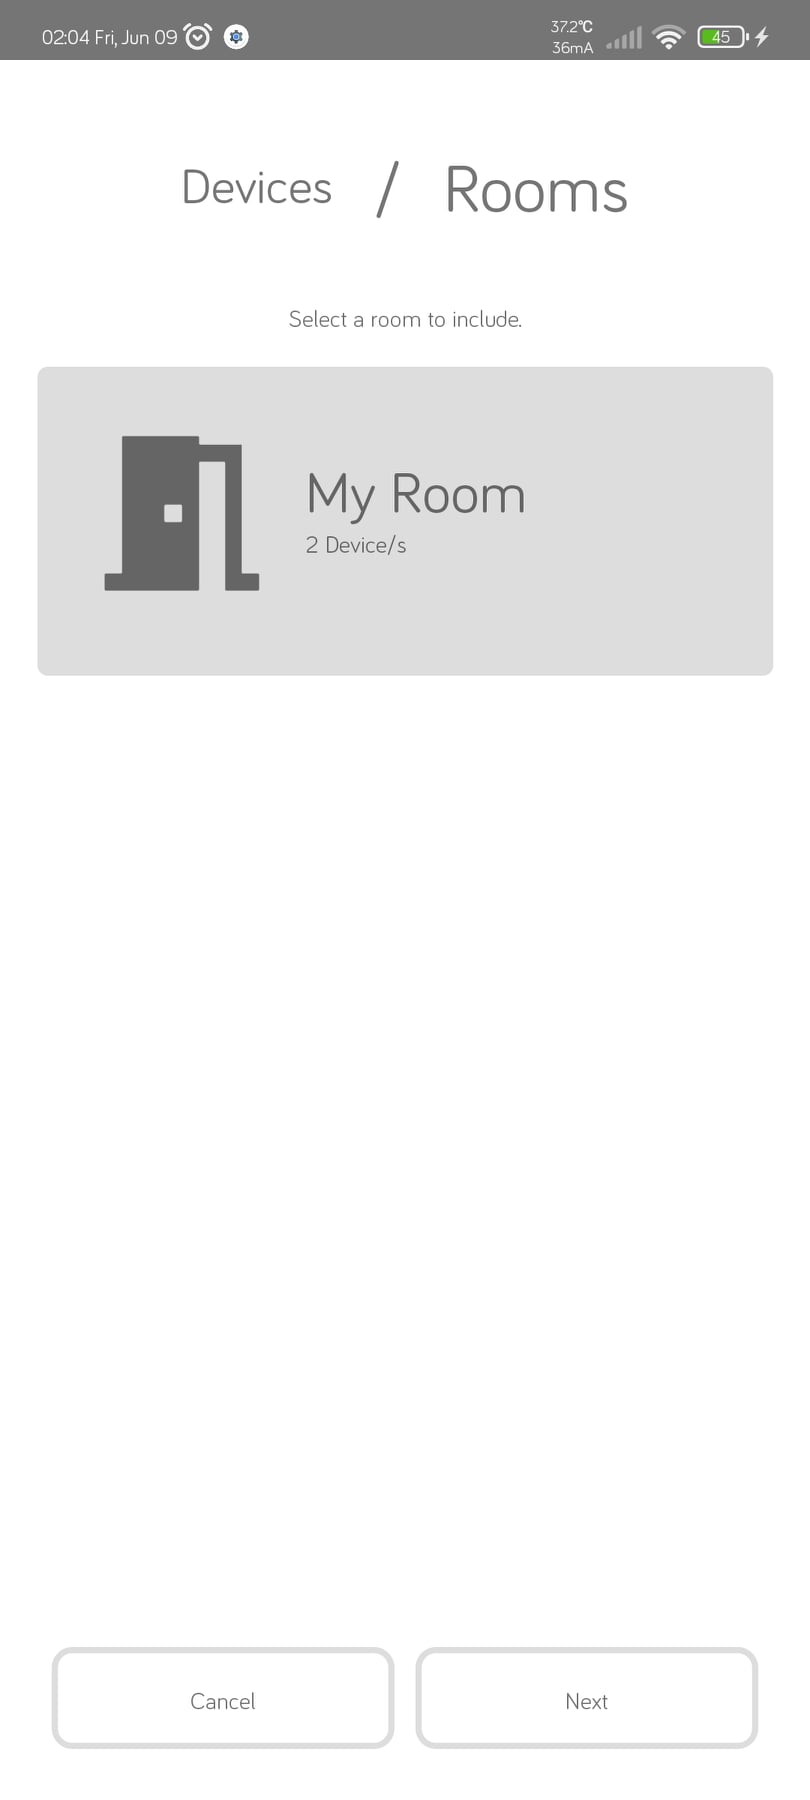 02:04 Fri, Jun 09
37.2°C
36mA
45
Devices / Rooms
Select a room to include.
My Room
2 Device/s
Cancel
Next